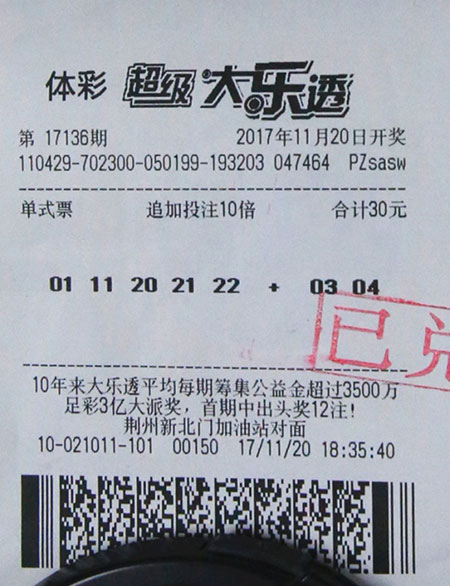 体彩 超级大乐透
第 17136期 2017年11月20日开奖
110429-702300-050199-193203 047464 PZsasw
单式票 追加投注10倍 合计30元
01 11 20 21 22 + 03 04
已兑
10年来大乐透平均每期筹集公益金超过3500万
足彩3亿大派奖，首期中出头奖12注！
荆州新北门加油站对面
10-021011-101 00150 17/11/20 18:35:40